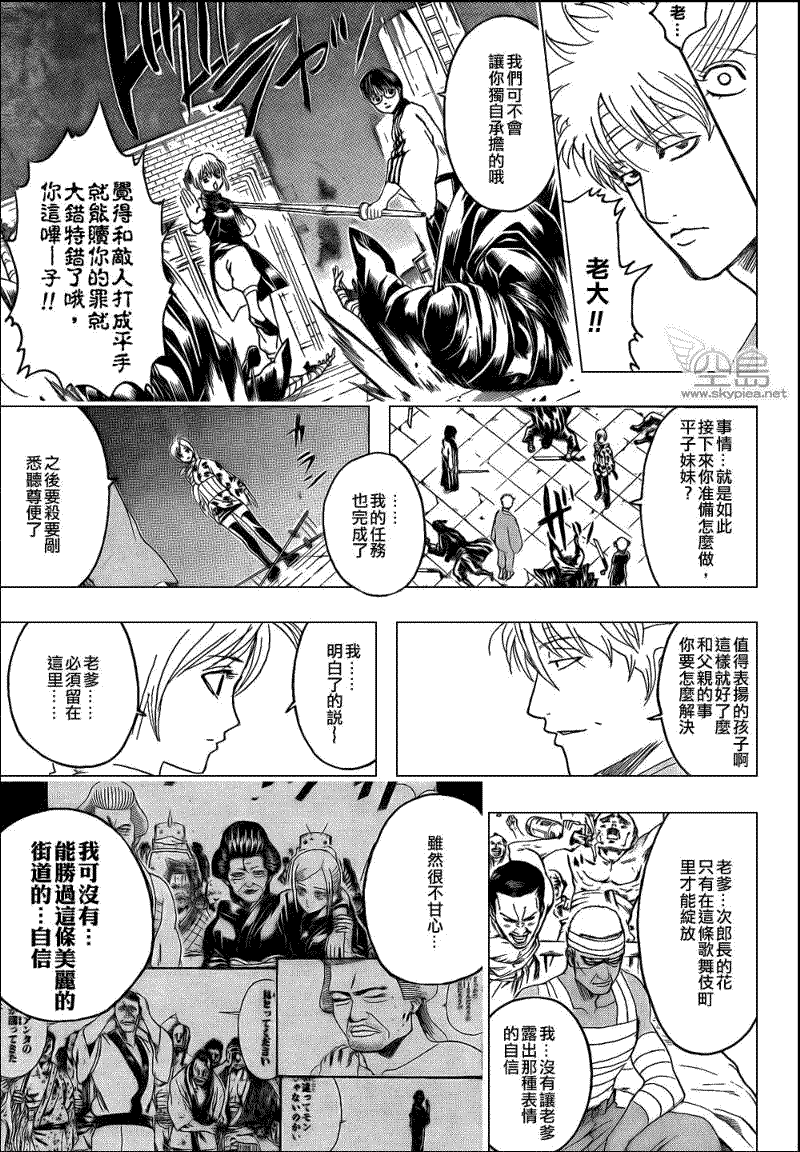 老…
老大!!
我們可不會
讓你獨自承擔的哦
覺得和敵人打成平手
就能贖你的罪就
大錯特錯了哦，
你這嗶ー子!!
空島
www.skypiea.net
事情…就是如此
接下來你准備怎麼做，
平子妹妹？
……
我的任務
也完成了
之後要殺要剮
悉聽尊便了
值得表揚的孩子啊
這樣就好了麼
和父親的事
你要怎麼解決
我……
明白了的說~
老爹……
必須留在
這里……
老爹…次郎長的花
只有在這條歌舞伎町
里才能綻放
我…沒有讓老爹
露出那種表情
的自信
雖然很不甘心…
我可沒有…
能勝過這條美麗的
街道的…自信